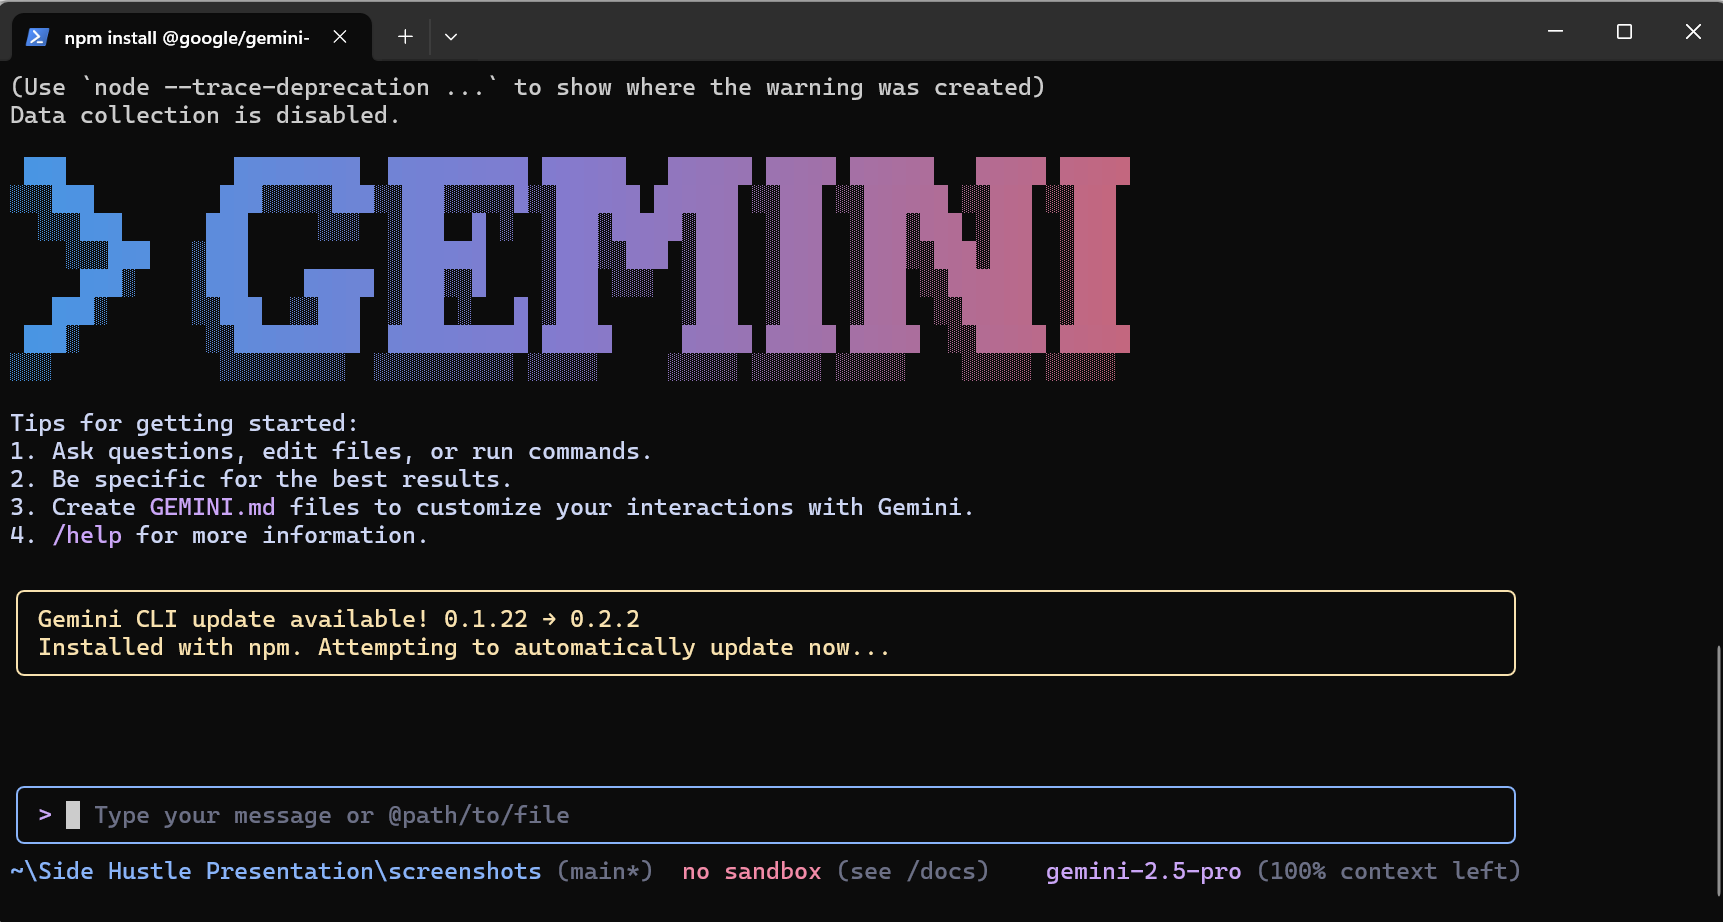 npm install @google/gemini-
(Use `node --trace-deprecation ...` to show where the warning was created)
Data collection is disabled.
> GEMINI
Tips for getting started:
1. Ask questions, edit files, or run commands.
2. Be specific for the best results.
3. Create GEMINI.md files to customize your interactions with Gemini.
4. /help for more information.
Gemini CLI update available! 0.1.22 → 0.2.2
Installed with npm. Attempting to automatically update now...
> Type your message or @path/to/file
~\Side Hustle Presentation\screenshots (main*) no sandbox (see /docs) gemini-2.5-pro (100% context left)